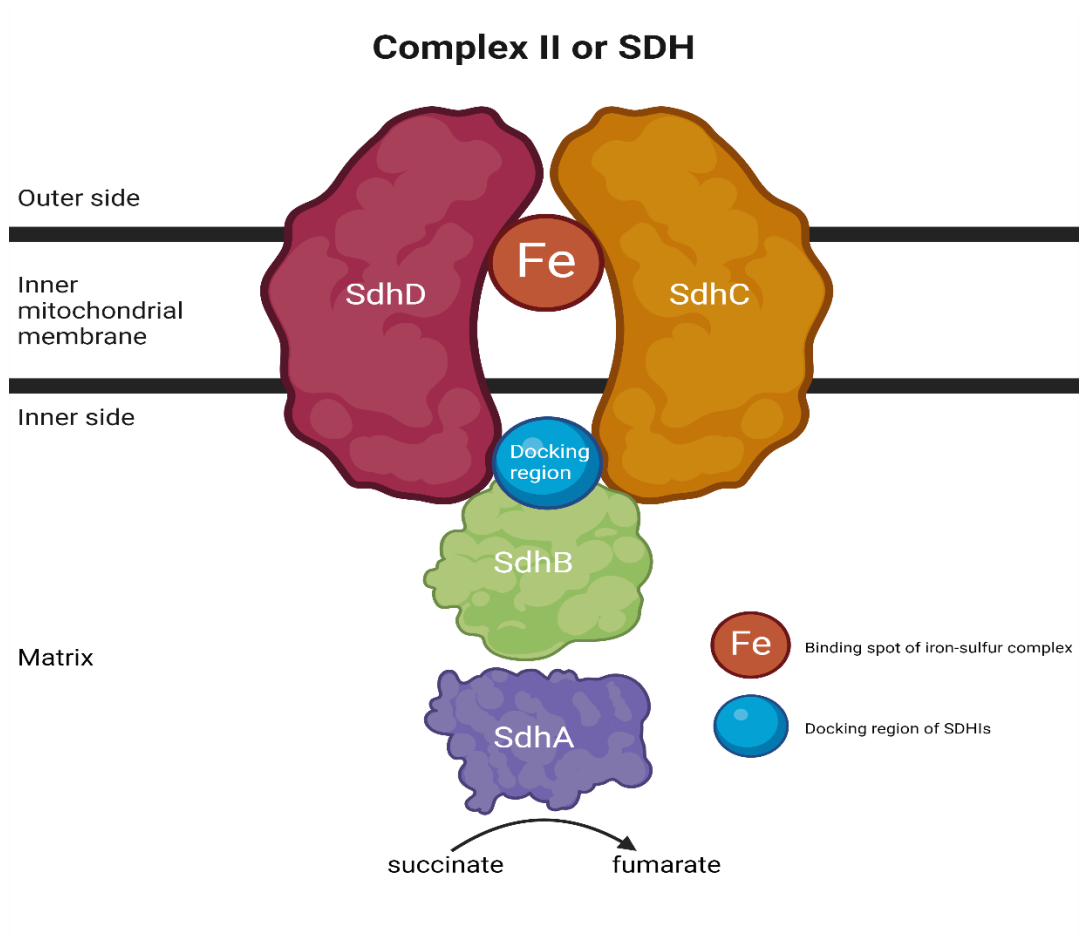 Complex II or SDH
Outer side
Fe
Inner
mitochondrial
membrane
SdhD
SdhC
Inner side
Docking
region
SdhB
Matrix
Fe
Binding spot of iron-sulfur complex
Docking region of SDHIs
SdhA
succinate
fumarate